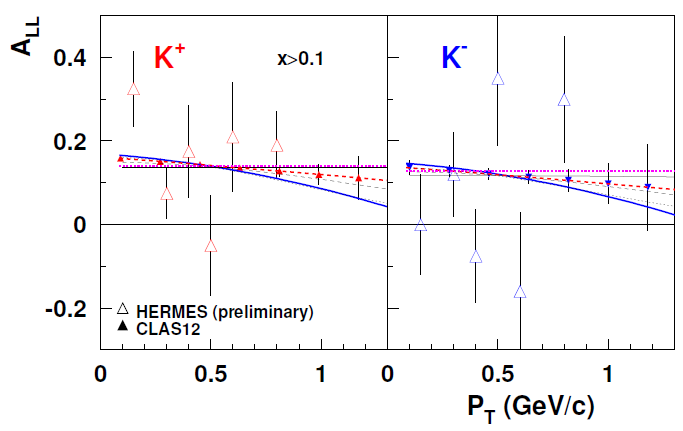 A_LL
0.4
0.2
0
-0.2
K⁺
x>0.1
K⁻
△ HERMES (preliminary)
▲ CLAS12
0 0.5 1 0 0.5 1
P_T (GeV/c)